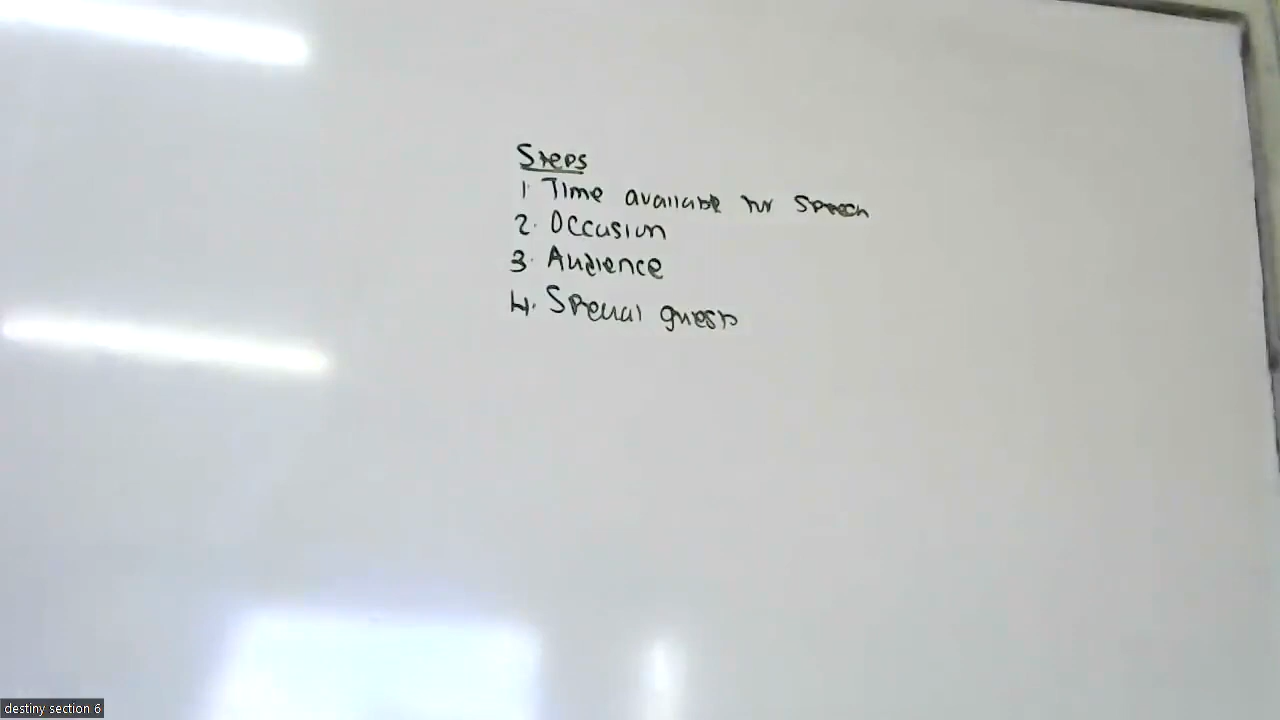 Steps
1. Time available for Speech
2. Occasion
3. Audience
4. Special guests
destiny section 6